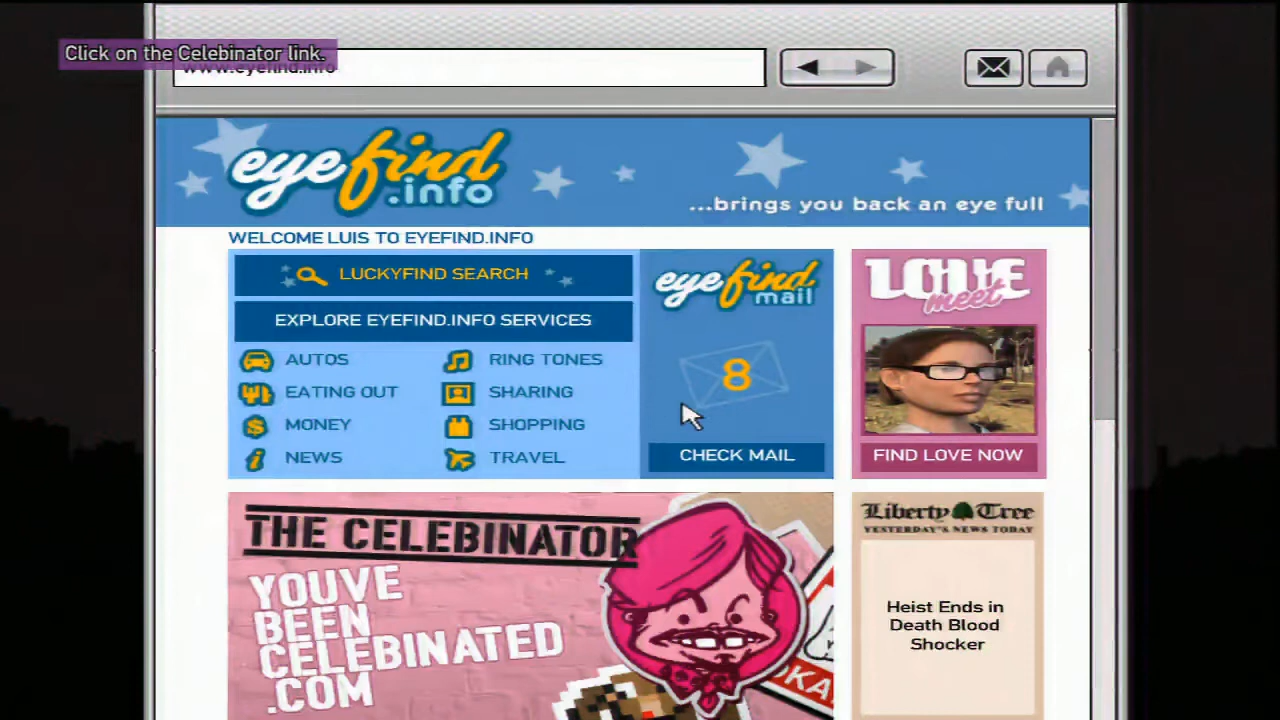 Click on the Celebinator link.
www.eyefind.info
eyefind
.info
...brings you back an eye full
WELCOME LUIS TO EYEFIND.INFO
LUCKYFIND SEARCH
EXPLORE EYEFIND.INFO SERVICES
AUTOS
RING TONES
EATING OUT
SHARING
MONEY
SHOPPING
NEWS
TRAVEL
eyefind
mail
8
CHECK MAIL
LOVE
meet
FIND LOVE NOW
THE CELEBINATOR
YOUVE
BEEN
CELEBINATED
.COM
Liberty Tree
YESTERDAY'S NEWS TODAY
Heist Ends in
Death Blood
Shocker